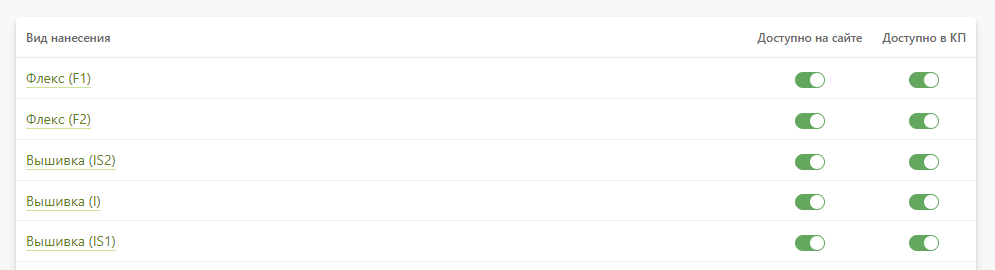 Вид нанесения Доступно на сайте Доступно в КП
Флекс (F1)
Флекс (F2)
Вышивка (IS2)
Вышивка (I)
Вышивка (IS1)